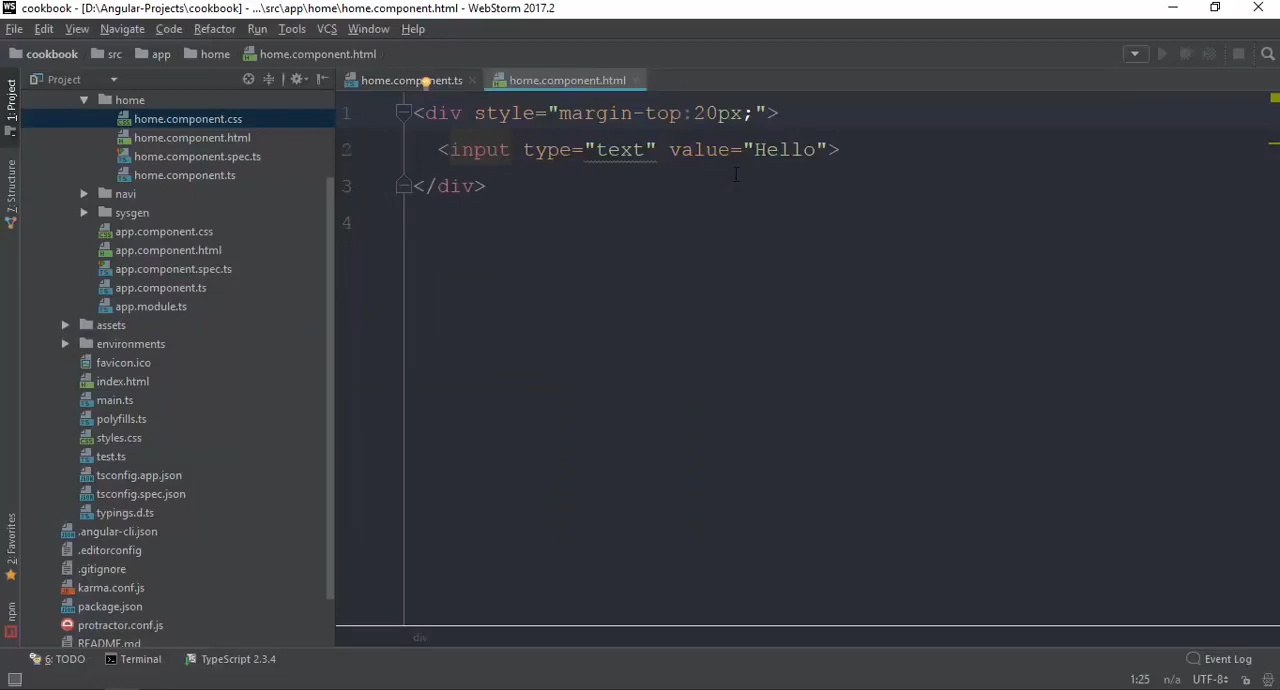 WS cookbook - [D:\Angular-Projects\cookbook] - ...\src\app\home\home.component.html - WebStorm 2017.2
File Edit View Navigate Code Refactor Run Tools VCS Window Help
cookbook src app home home.component.html
1: Project
Project
home.component.ts
home.component.html
home
home.component.css
home.component.html
home.component.spec.ts
home.component.ts
navi
sysgen
app.component.css
app.component.html
app.component.spec.ts
app.component.ts
app.module.ts
assets
environments
favicon.ico
index.html
main.ts
polyfills.ts
styles.css
test.ts
tsconfig.app.json
tsconfig.spec.json
typings.d.ts
.angular-cli.json
.editorconfig
.gitignore
karma.conf.js
package.json
protractor.conf.js
README.md
7: Structure
2: Favorites
npm
1 <div style="margin-top:20px;">
2 <input type="text" value="Hello">
3 </div>
4
div
6: TODO Terminal TypeScript 2.3.4 Event Log
1:25 n/a UTF-8